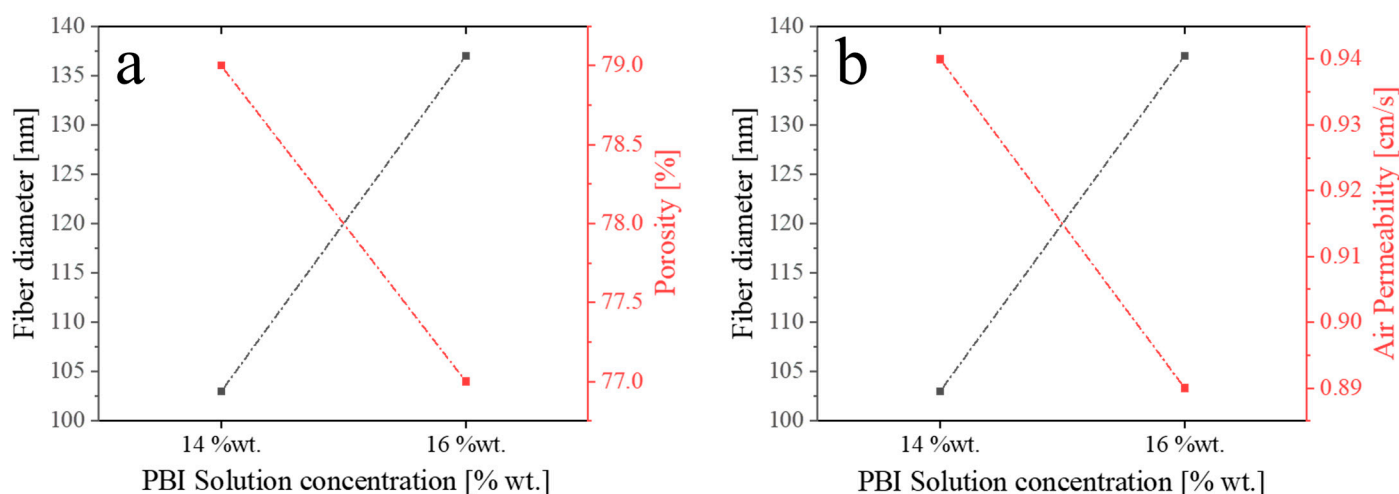 a
Fiber diameter [nm]
140
135
130
125
120
115
110
105
100
79.0
78.5
78.0
77.5
77.0
Porosity [%]
14 %wt.
16 %wt.
PBI Solution concentration [% wt.]
b
Fiber diameter [nm]
140
135
130
125
120
115
110
105
100
0.94
0.93
0.92
0.91
0.90
0.89
Air Permeability [cm/s]
14 %wt.
16 %wt.
PBI Solution concentration [% wt.]